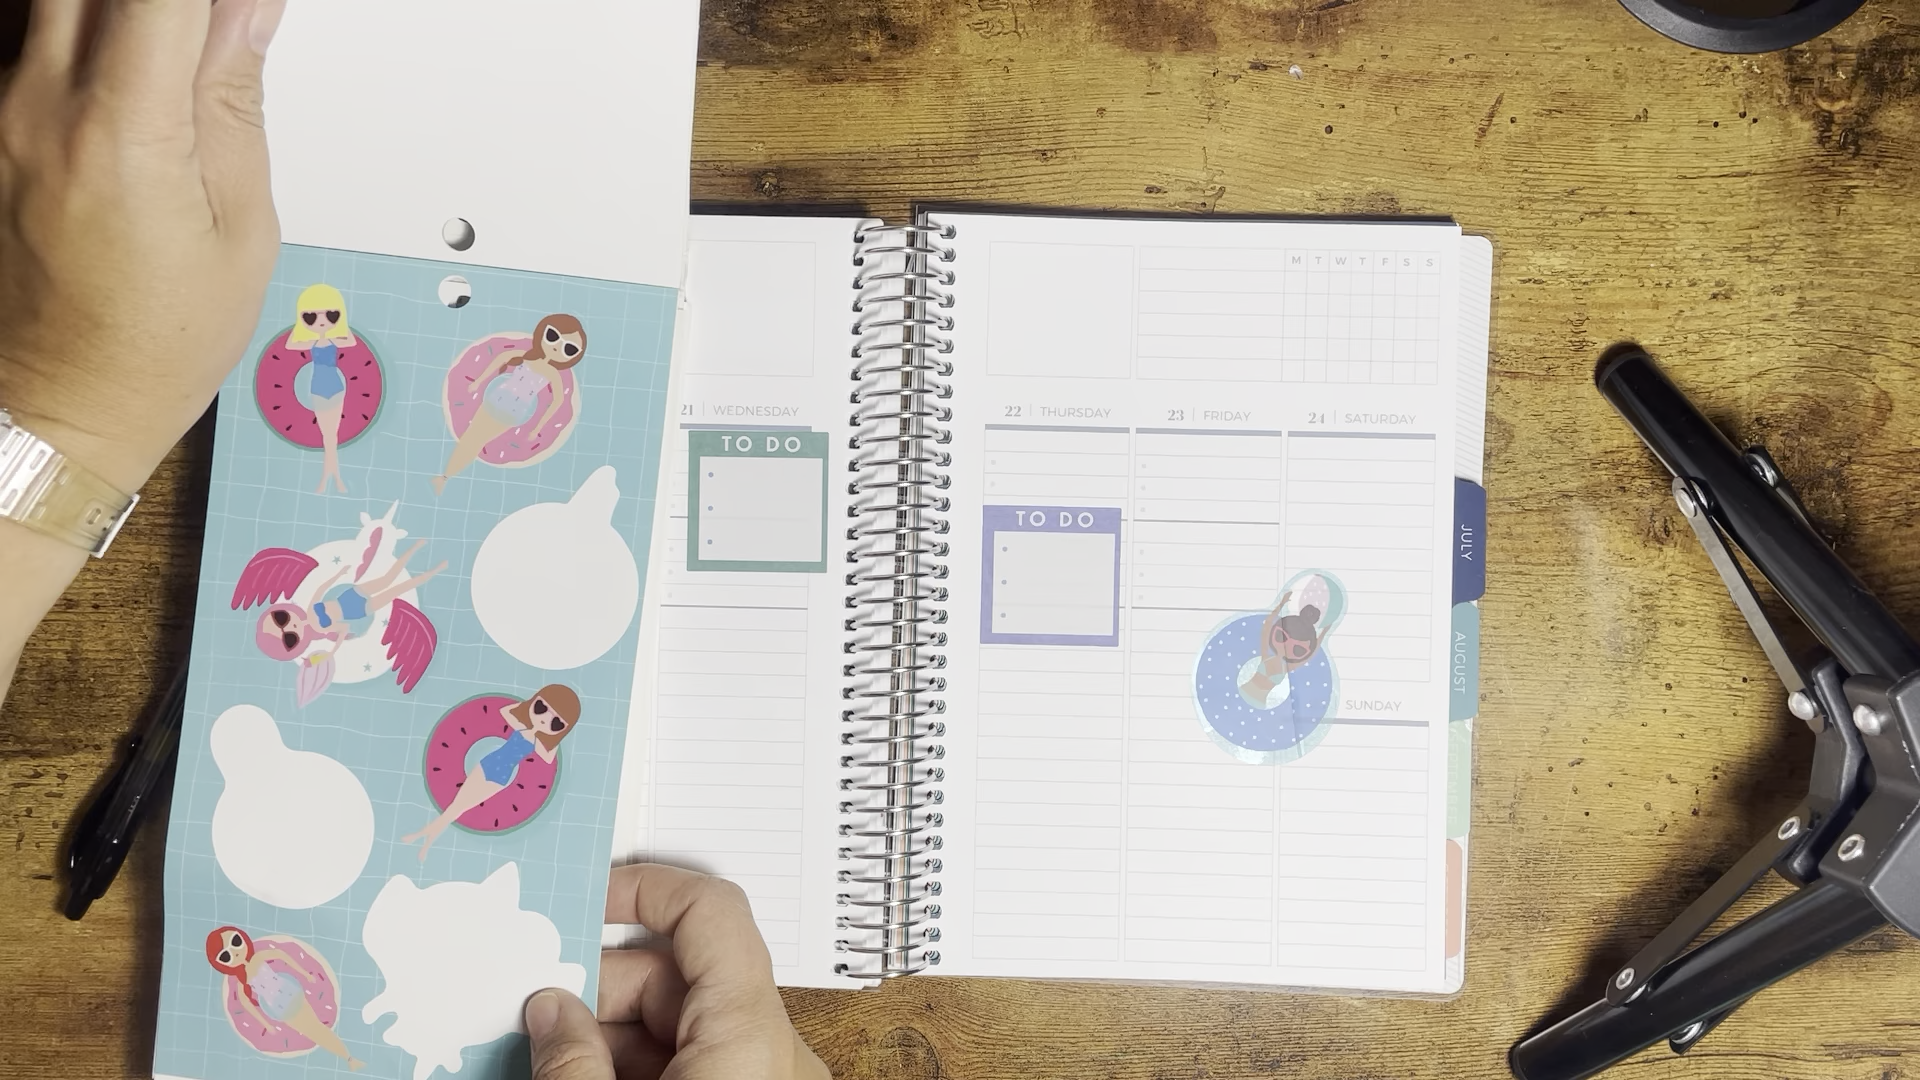 M T W T F S S
21 | WEDNESDAY
TO DO
22 | THURSDAY
23 | FRIDAY
24 | SATURDAY
TO DO
SUNDAY
JULY
AUGUST